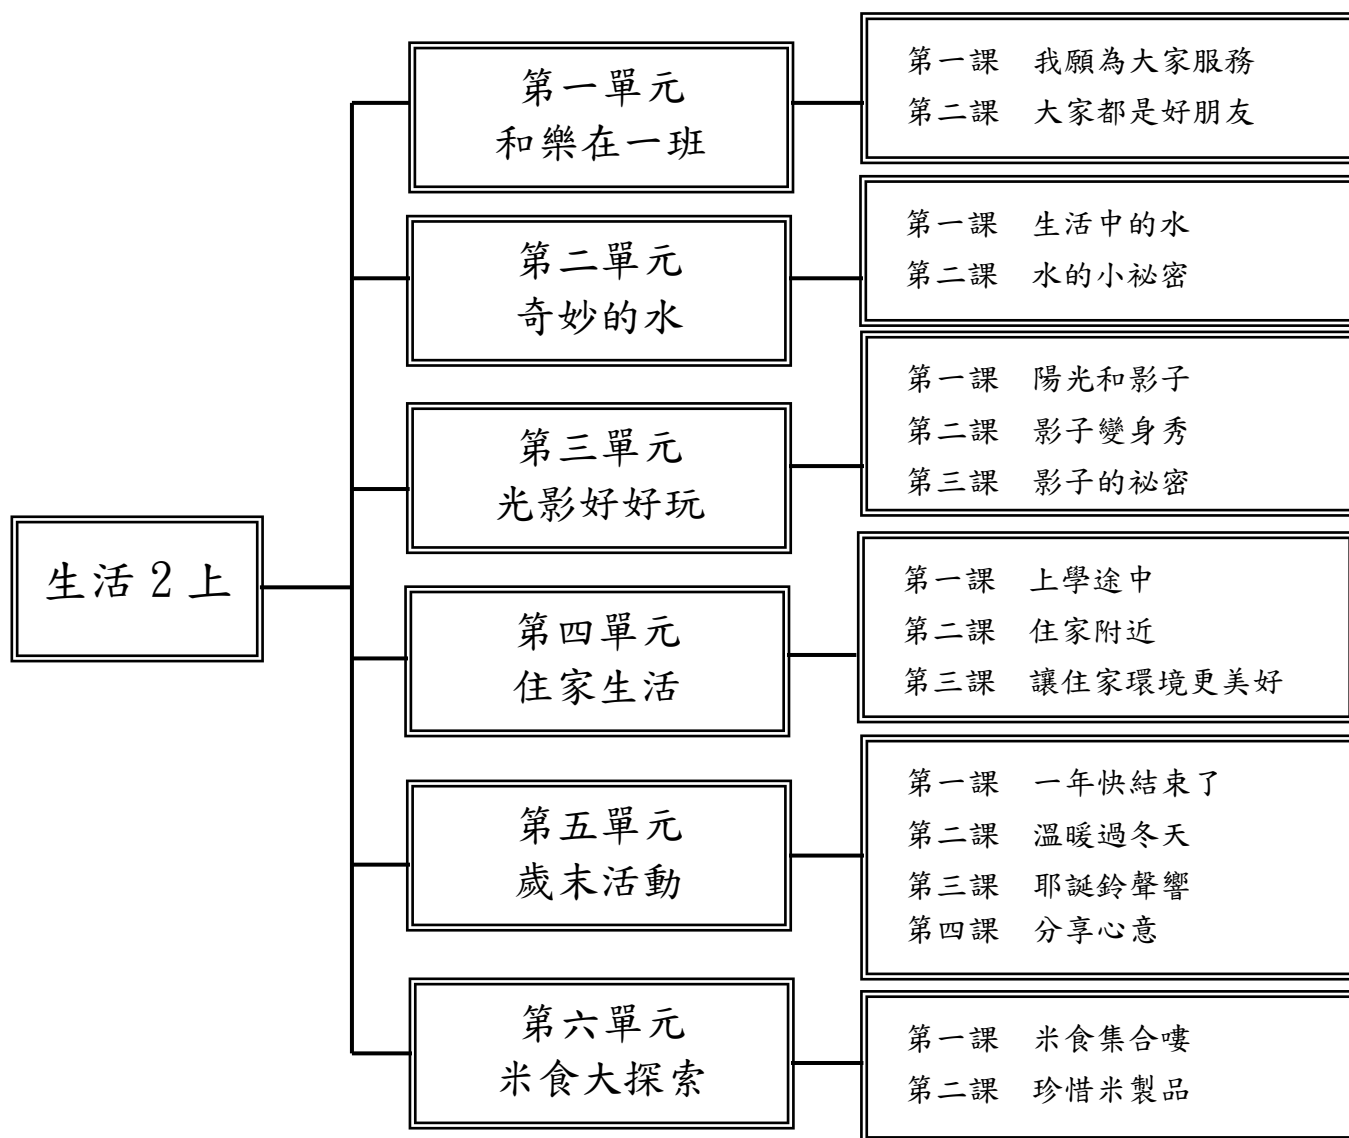 生活2上
第一單元
和樂在一班
第一課 我願為大家服務
第二課 大家都是好朋友
第二單元
奇妙的水
第一課 生活中的水
第二課 水的小祕密
第三單元
光影好好玩
第一課 陽光和影子
第二課 影子變身秀
第三課 影子的祕密
第四單元
住家生活
第一課 上學途中
第二課 住家附近
第三課 讓住家環境更美好
第五單元
歲末活動
第一課 一年快結束了
第二課 溫暖過冬天
第三課 耶誕鈴聲響
第四課 分享心意
第六單元
米食大探索
第一課 米食集合嘍
第二課 珍惜米製品